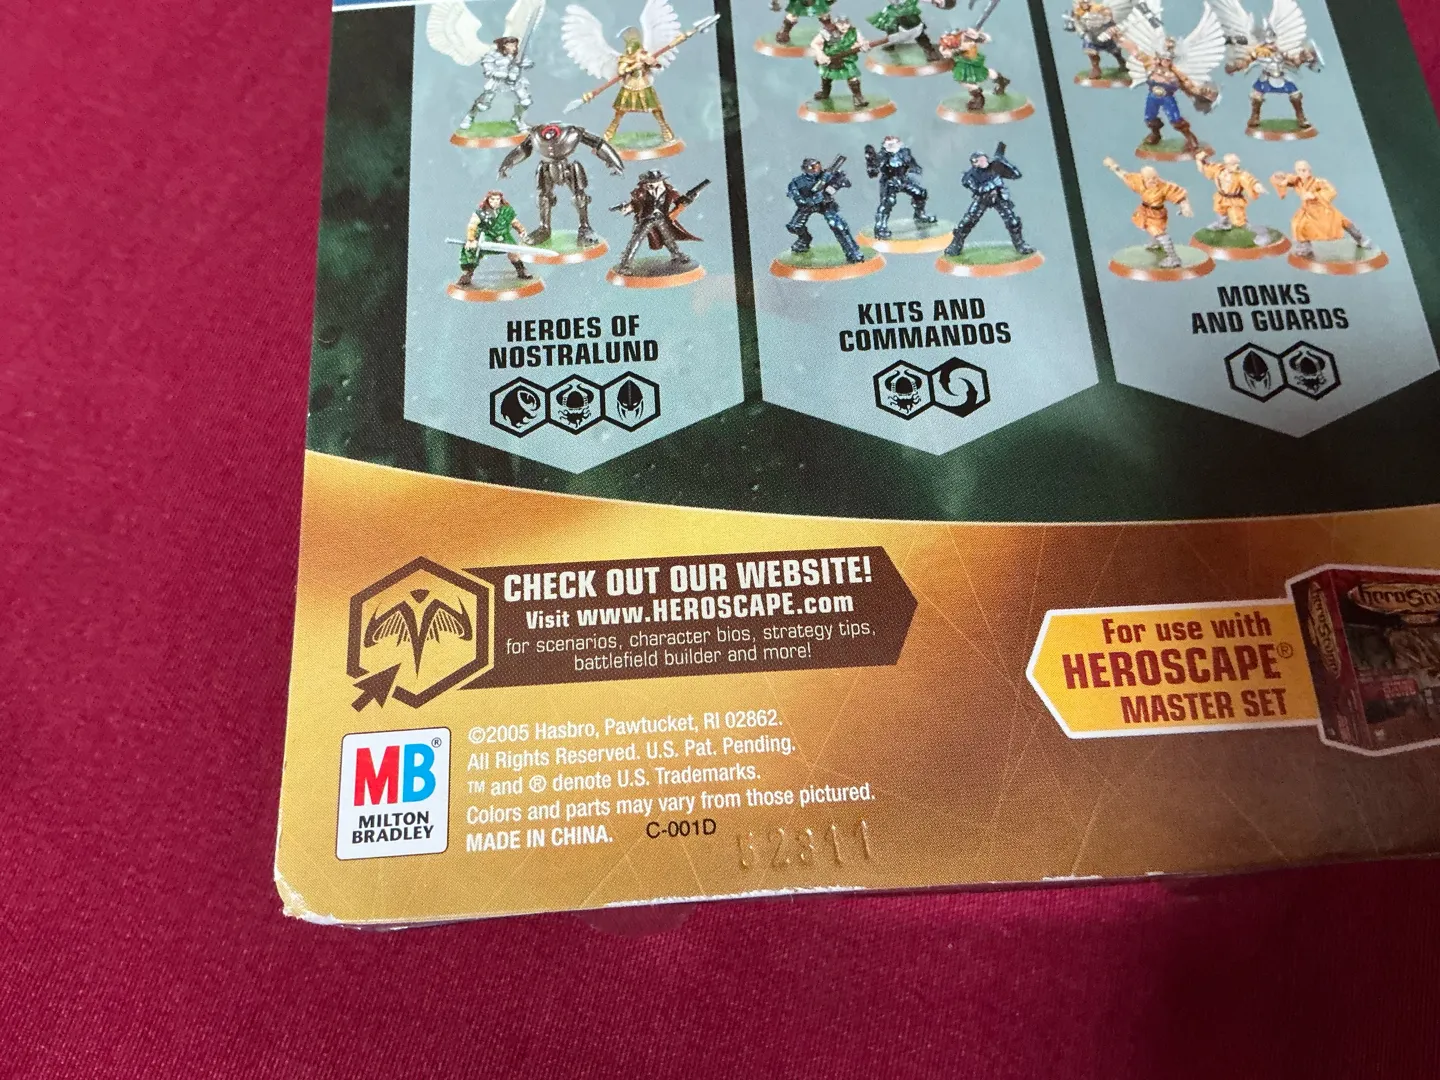 HEROES OF
NOSTRALUND
KILTS AND
COMMANDOS
MONKS
AND GUARDS
CHECK OUT OUR WEBSITE!
Visit www.HEROSCAPE.com
for scenarios, character bios, strategy tips,
battlefield builder and more!
For use with
HEROSCAPE®
MASTER SET
MB®
MILTON
BRADLEY
©2005 Hasbro, Pawtucket, RI 02862.
All Rights Reserved. U.S. Pat. Pending.
TM and ® denote U.S. Trademarks.
Colors and parts may vary from those pictured.
MADE IN CHINA. C-001D
52311